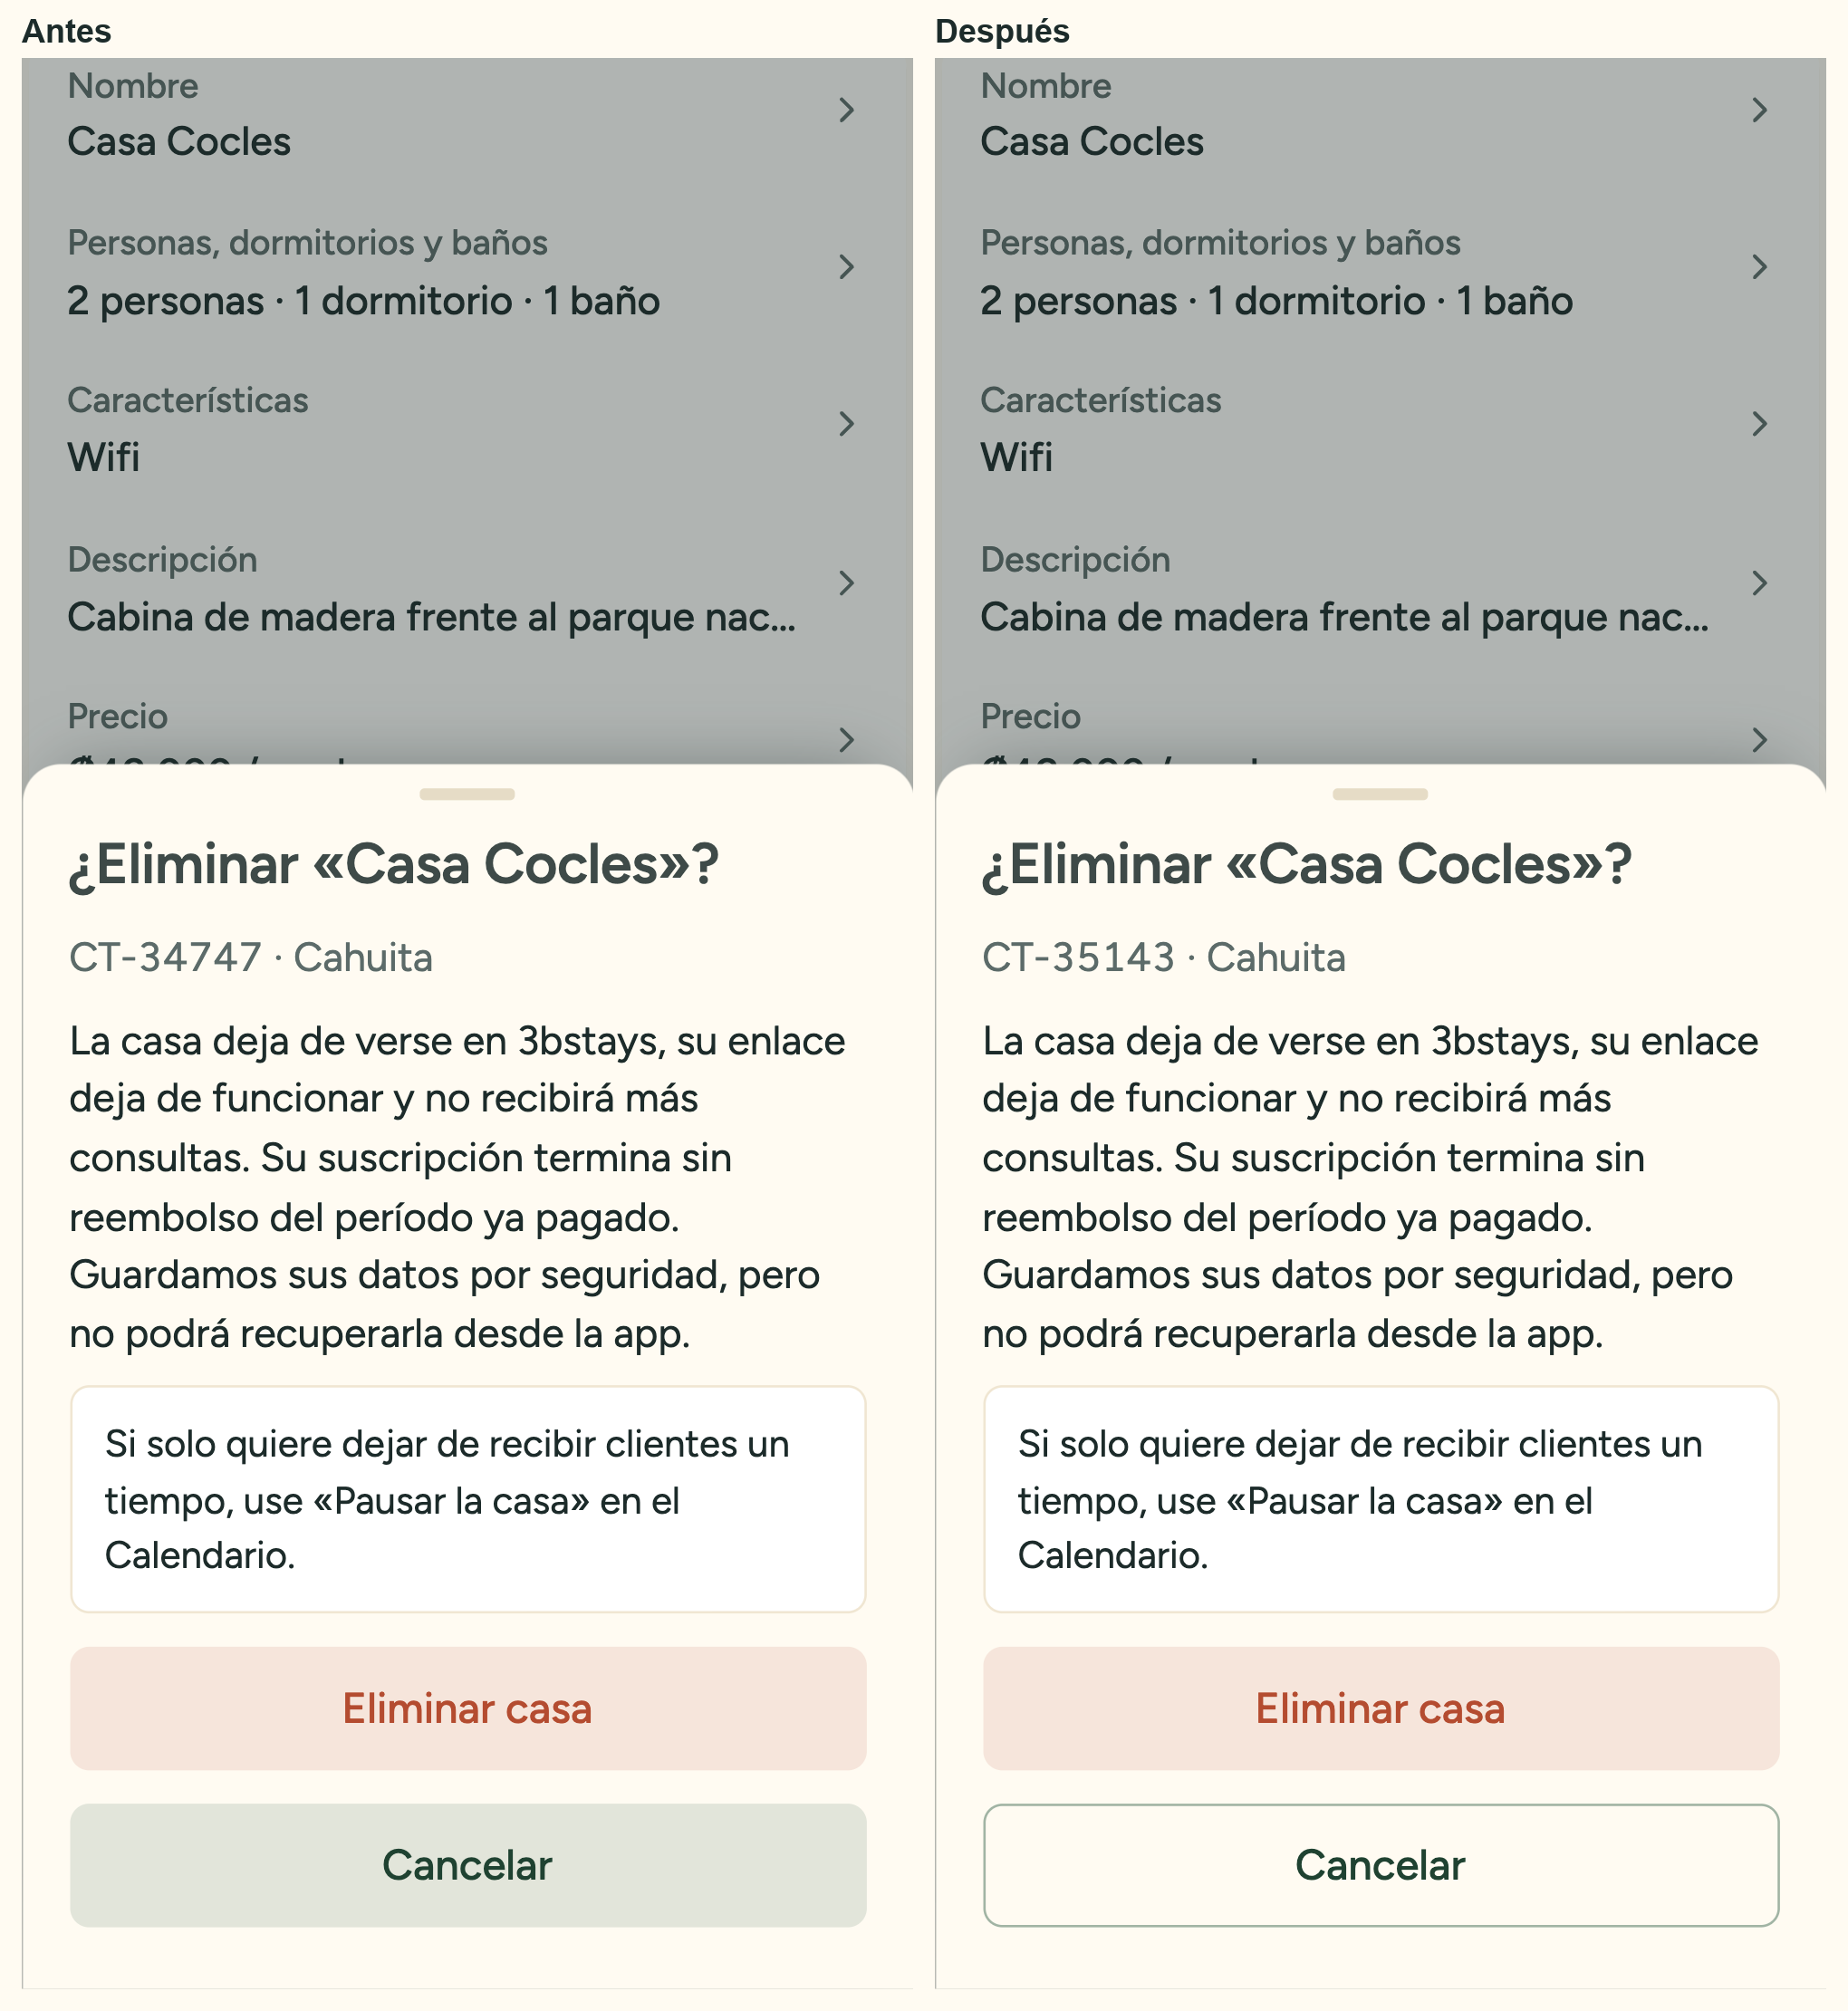 Antes
Nombre
Casa Cocles
Personas, dormitorios y baños
2 personas · 1 dormitorio · 1 baño
Características
Wifi
Descripción
Cabina de madera frente al parque nac...
Precio
¿Eliminar «Casa Cocles»?
CT-34747 · Cahuita
La casa deja de verse en 3bstays, su enlace
deja de funcionar y no recibirá más
consultas. Su suscripción termina sin
reembolso del período ya pagado.
Guardamos sus datos por seguridad, pero
no podrá recuperarla desde la app.
Si solo quiere dejar de recibir clientes un
tiempo, use «Pausar la casa» en el
Calendario.
Eliminar casa
Cancelar
Después
Nombre
Casa Cocles
Personas, dormitorios y baños
2 personas · 1 dormitorio · 1 baño
Características
Wifi
Descripción
Cabina de madera frente al parque nac...
Precio
¿Eliminar «Casa Cocles»?
CT-35143 · Cahuita
La casa deja de verse en 3bstays, su enlace
deja de funcionar y no recibirá más
consultas. Su suscripción termina sin
reembolso del período ya pagado.
Guardamos sus datos por seguridad, pero
no podrá recuperarla desde la app.
Si solo quiere dejar de recibir clientes un
tiempo, use «Pausar la casa» en el
Calendario.
Eliminar casa
Cancelar